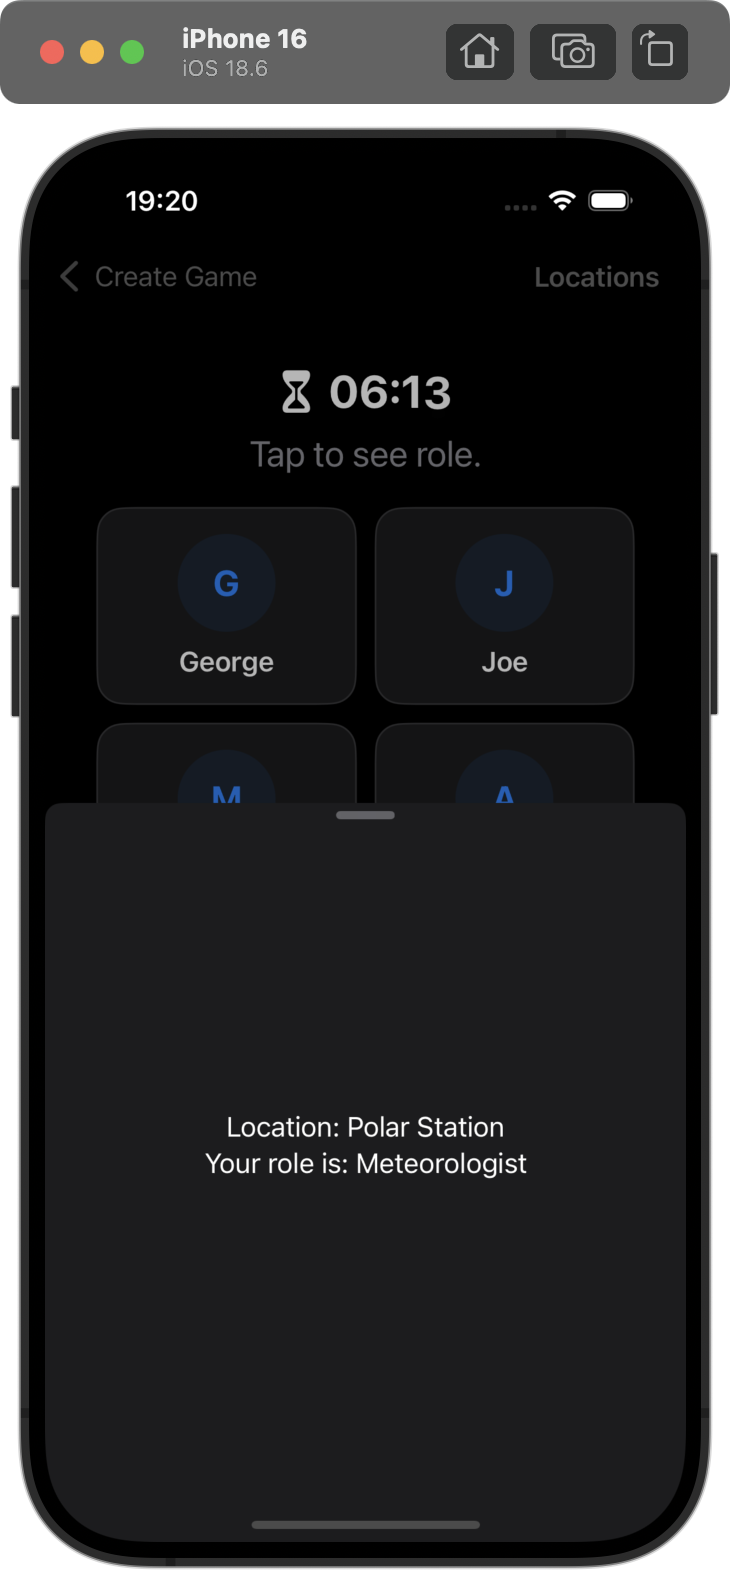 iPhone 16
iOS 18.6
19:20
Create Game
Locations
06:13
Tap to see role.
G
J
George
Joe
M
A
Location: Polar Station
Your role is: Meteorologist